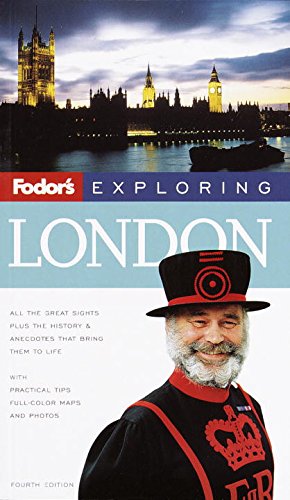 Fodor's EXPLORING
LONDON
ALL THE GREAT SIGHTS
PLUS THE HISTORY &
ANECDOTES THAT BRING
THEM TO LIFE
WITH
PRACTICAL TIPS
FULL-COLOR MAPS
AND PHOTOS
FOURTH EDITION
E R